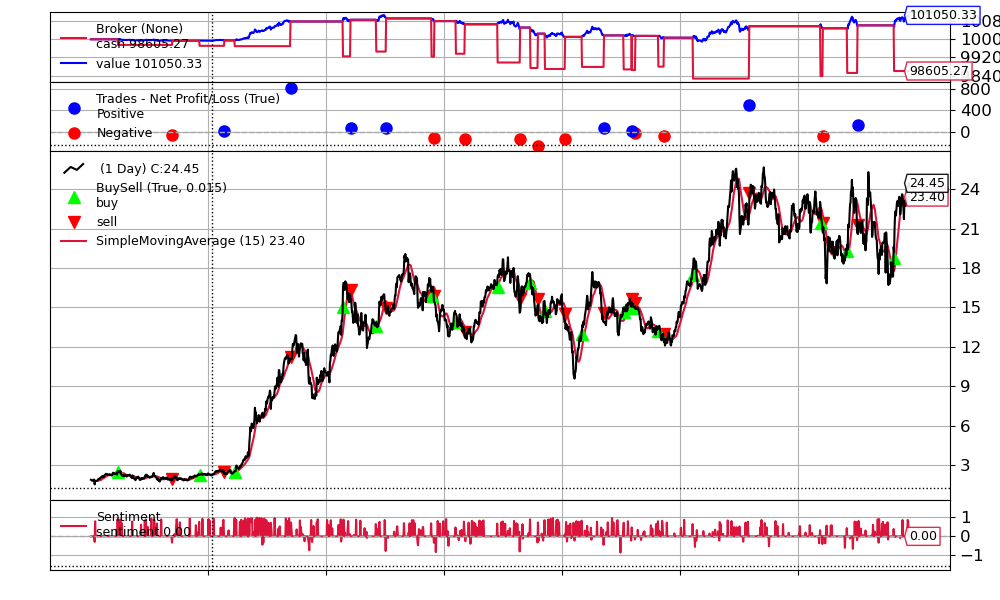 Broker (None)
cash 98605.27
value 101050.33
101050.33
1000
9920
98605.27
Trades - Net Profit/Loss (True)
Positive
Negative
800
400
0
(1 Day) C:24.45
BuySell (True, 0.015)
buy
sell
SimpleMovingAverage (15) 23.40
24.45
23.40
24
21
18
15
12
9
6
3
Sentiment
sentiment 0.00
1
0
0.00
−1